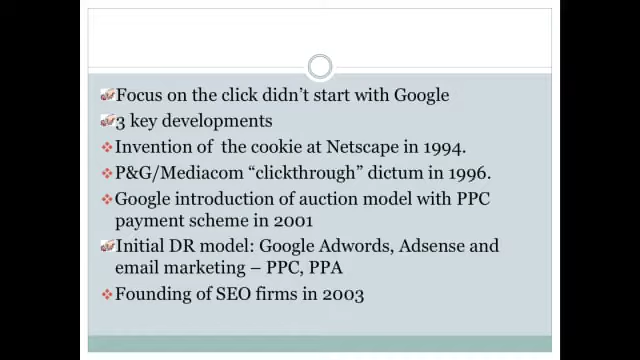 Focus on the click didn't start with Google
3 key developments
Invention of the cookie at Netscape in 1994.
P&G/Mediacom “clickthrough” dictum in 1996.
Google introduction of auction model with PPC
payment scheme in 2001
Initial DR model: Google Adwords, Adsense and
email marketing – PPC, PPA
Founding of SEO firms in 2003